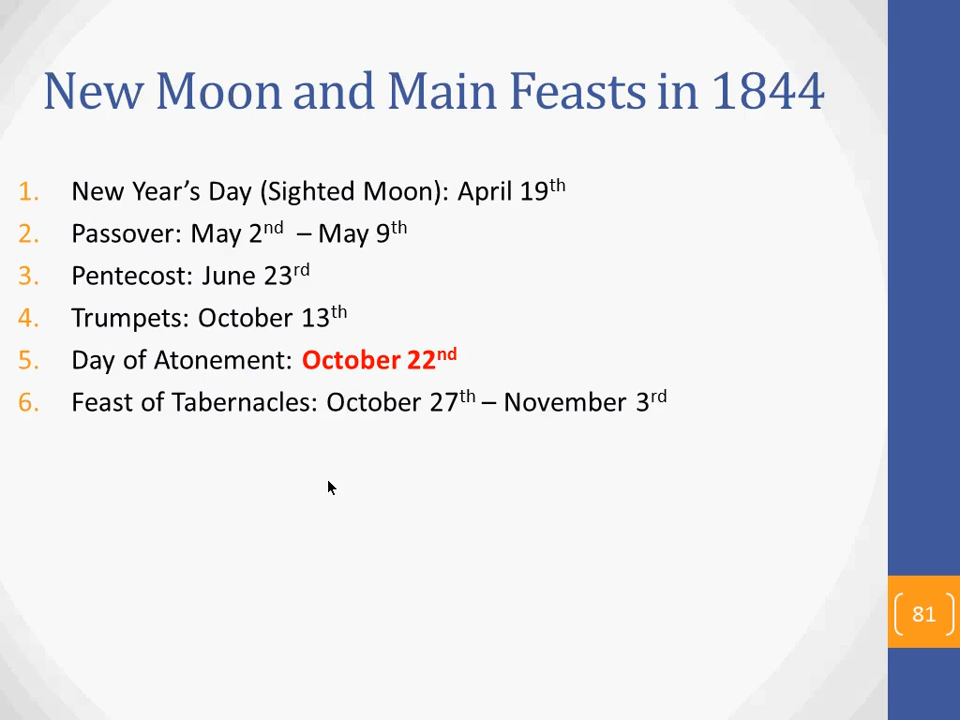 New Moon and Main Feasts in 1844
1. New Year’s Day (Sighted Moon): April 19th
2. Passover: May 2nd – May 9th
3. Pentecost: June 23rd
4. Trumpets: October 13th
5. Day of Atonement: October 22nd
6. Feast of Tabernacles: October 27th – November 3rd
81